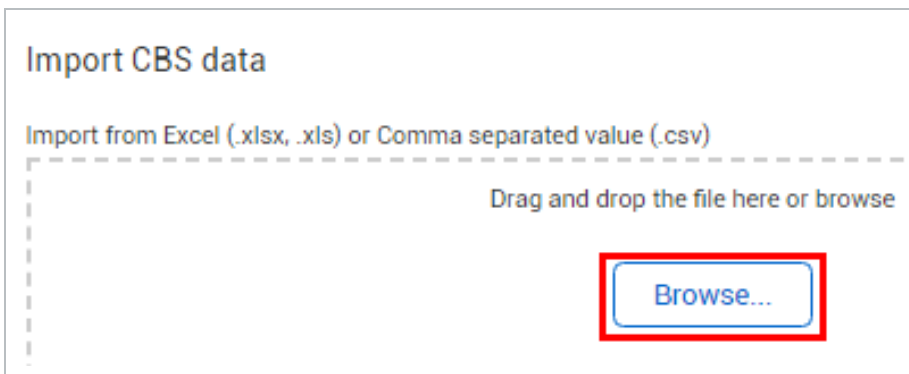 Import CBS data
Import from Excel (.xlsx, .xls) or Comma separated value (.csv)
Drag and drop the file here or browse
Browse...